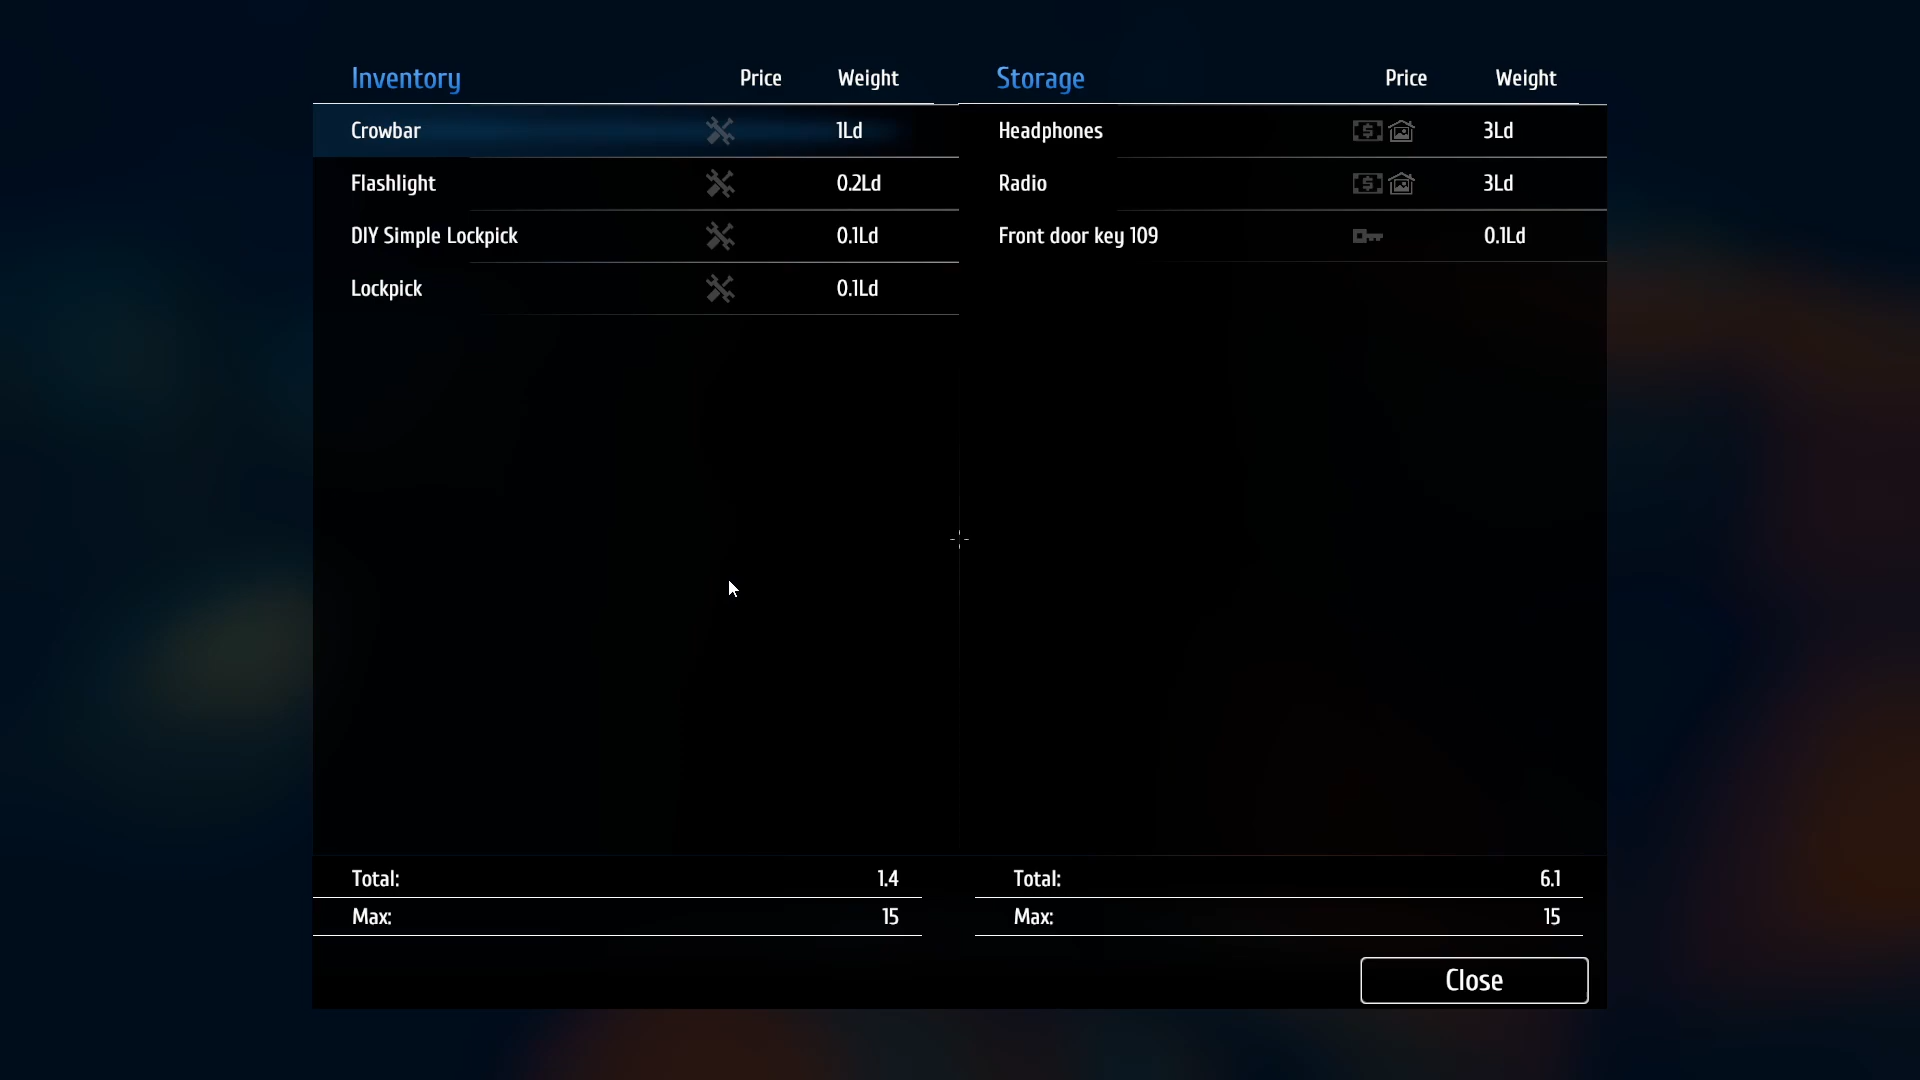 Inventory Price Weight
Crowbar 1Ld
Flashlight 0.2Ld
DIY Simple Lockpick 0.1Ld
Lockpick 0.1Ld
Total: 1.4
Max: 15
Storage Price Weight
Headphones 3Ld
Radio 3Ld
Front door key 109 0.1Ld
Total: 6.1
Max: 15
Close